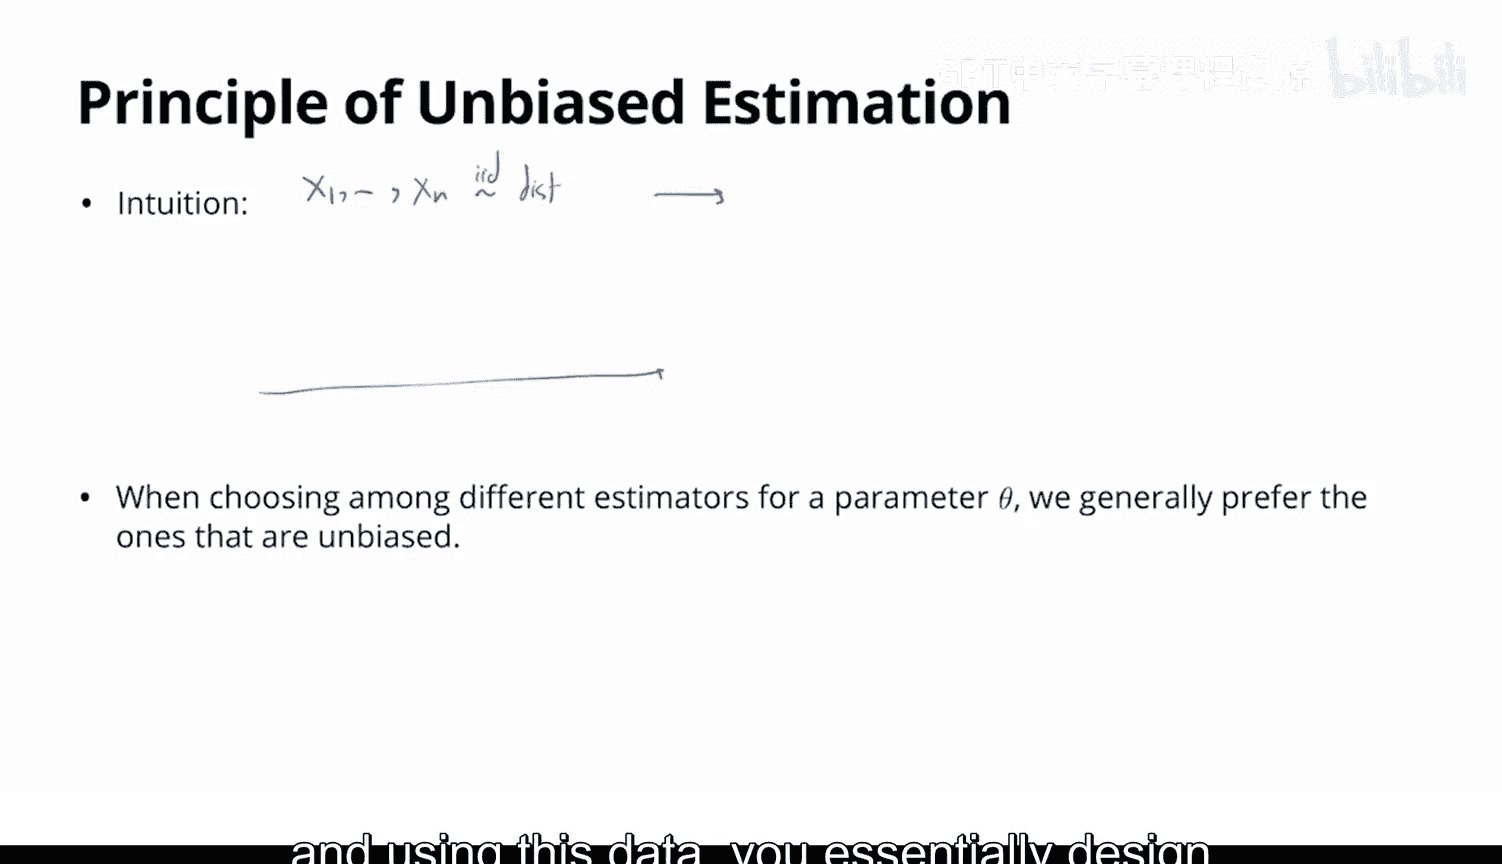 Principle of Unbiased Estimation
bilibili
• Intuition: X1, – , Xn iid ~ dist →
• When choosing among different estimators for a parameter θ, we generally prefer the
ones that are unbiased.
and using this data, you essentially design